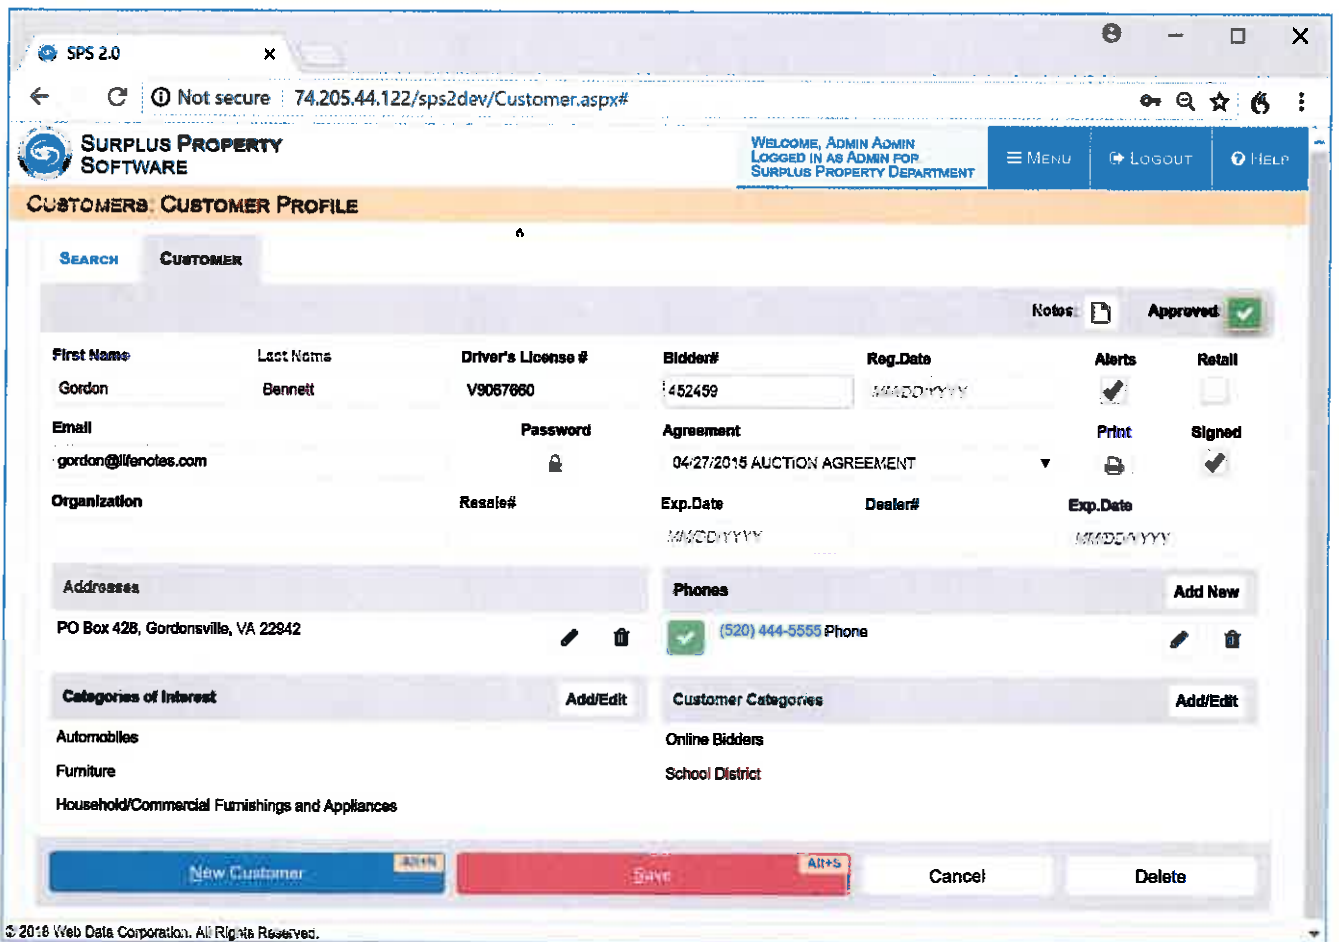 SPS 2.0
Not secure 74.205.44.122/sps2dev/Customer.aspx#
SURPLUS PROPERTY
SOFTWARE
WELCOME, ADMIN ADMIN
LOGGED IN AS ADMIN FOR
SURPLUS PROPERTY DEPARTMENT
MENU LOGOUT HELP
CUSTOMERS: CUSTOMER PROFILE
SEARCH CUSTOMER
Notes: Approved
First Name Last Name Driver's License # Bidder# Reg.Date Alerts Retail
Gordon Bennett V9067660 452459 MM/DD/YYYY
Email Password Agreement Print Signed
gordon@lifenotes.com 04/27/2015 AUCTION AGREEMENT
Organization Resale# Exp.Date Dealer# Exp.Date
MM/DD/YYYY MM/DD/YYYY
Addresses Phones Add New
PO Box 428, Gordonsville, VA 22942 (520) 444-5555 Phone
Categories of Interest Add/Edit Customer Categories Add/Edit
Automobiles Online Bidders
Furniture School District
Household/Commercial Furnishings and Appliances
New Customer Alt+N Save Alt+S Cancel Delete
© 2018 Web Data Corporation. All Rights Reserved.